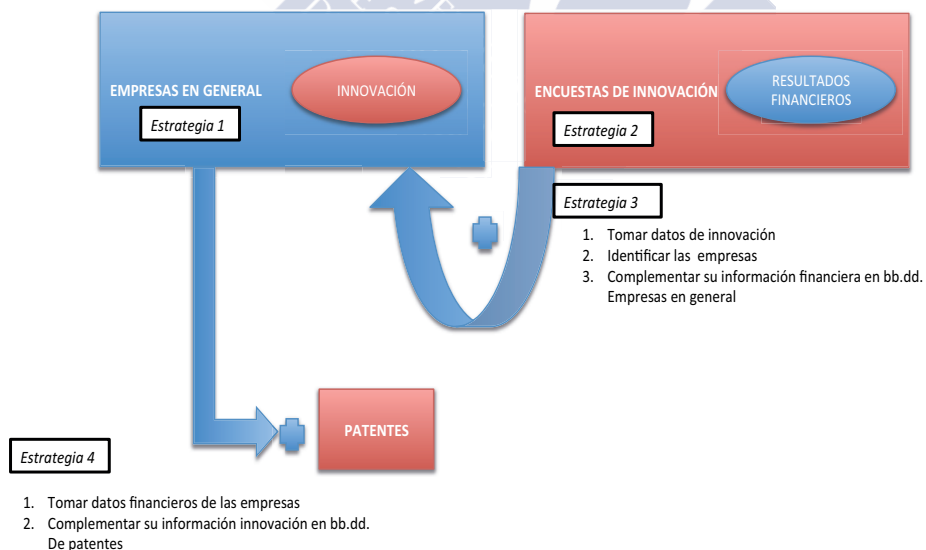 EMPRESAS EN GENERAL
INNOVACIÓN
Estrategia 1
ENCUESTAS DE INNOVACIÓN
RESULTADOS
FINANCIEROS
Estrategia 2
Estrategia 3
1. Tomar datos de innovación
2. Identificar las empresas
3. Complementar su información financiera en bb.dd.
Empresas en general
PATENTES
Estrategia 4
1. Tomar datos financieros de las empresas
2. Complementar su información innovación en bb.dd.
De patentes